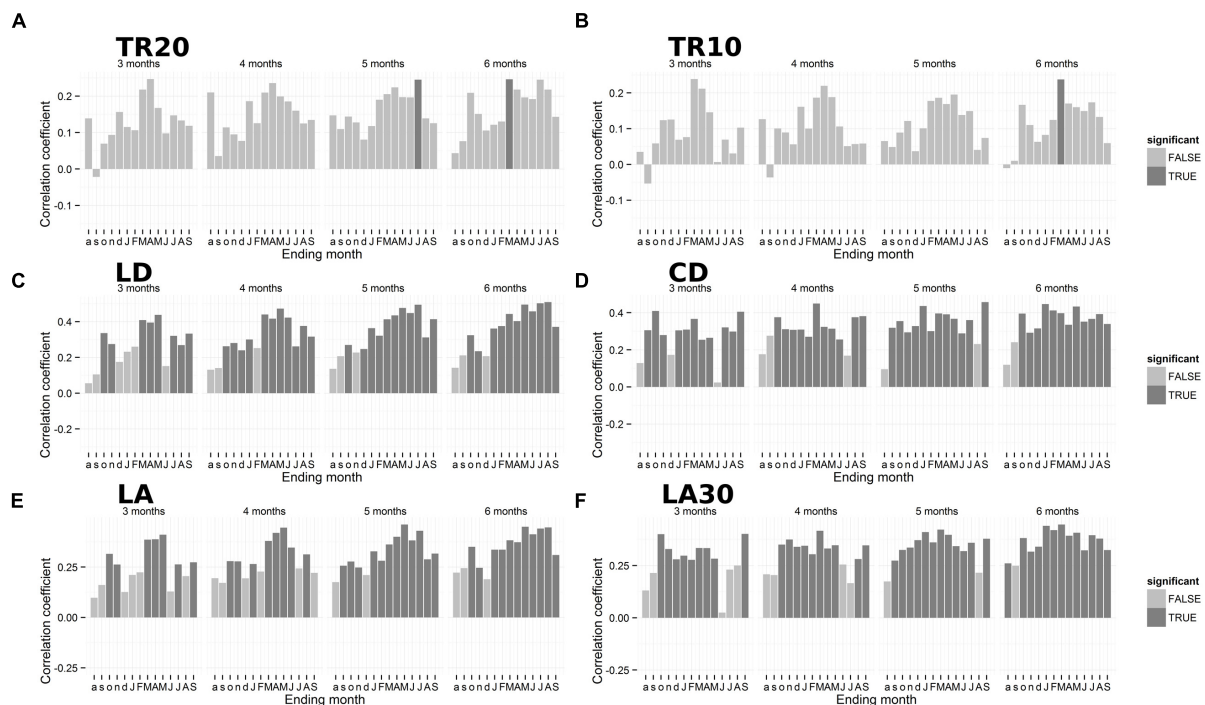 A
TR20
3 months 4 months 5 months 6 months
Correlation coefficient
0.2
0.1
0.0
-0.1
a s o n d J F M A M J J A S a s o n d J F M A M J J A S a s o n d J F M A M J J A S a s o n d J F M A M J J A S
Ending month
B
TR10
3 months 4 months 5 months 6 months
Correlation coefficient
0.2
0.1
0.0
-0.1
a s o n d J F M A M J J A S a s o n d J F M A M J J A S a s o n d J F M A M J J A S a s o n d J F M A M J J A S
Ending month
significant
FALSE
TRUE
C
LD
3 months 4 months 5 months 6 months
Correlation coefficient
0.4
0.2
0.0
-0.2
a s o n d J F M A M J J A S a s o n d J F M A M J J A S a s o n d J F M A M J J A S a s o n d J F M A M J J A S
Ending month
D
CD
3 months 4 months 5 months 6 months
Correlation coefficient
0.4
0.2
0.0
-0.2
a s o n d J F M A M J J A S a s o n d J F M A M J J A S a s o n d J F M A M J J A S a s o n d J F M A M J J A S
Ending month
significant
FALSE
TRUE
E
LA
3 months 4 months 5 months 6 months
Correlation coefficient
0.25
0.00
-0.25
a s o n d J F M A M J J A S a s o n d J F M A M J J A S a s o n d J F M A M J J A S a s o n d J F M A M J J A S
Ending month
F
LA30
3 months 4 months 5 months 6 months
Correlation coefficient
0.25
0.00
-0.25
a s o n d J F M A M J J A S a s o n d J F M A M J J A S a s o n d J F M A M J J A S a s o n d J F M A M J J A S
Ending month
significant
FALSE
TRUE